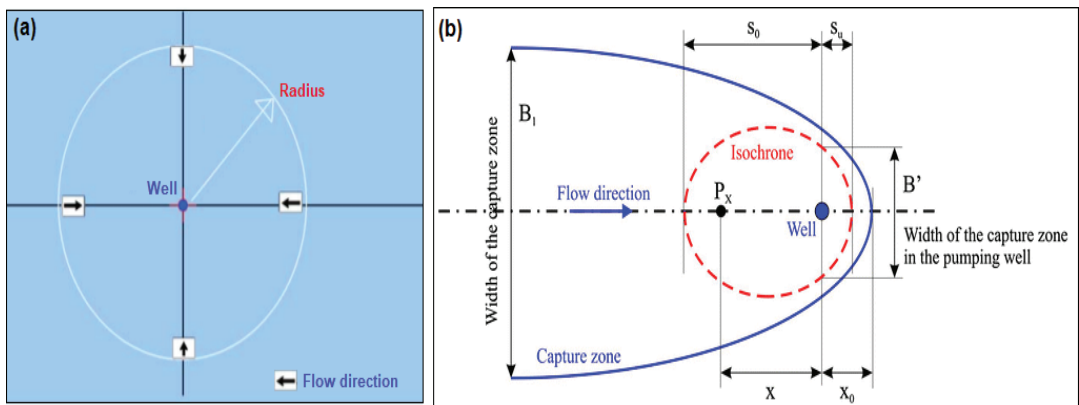 (a)
Radius
Well
Flow direction
(b)
S₀
Sᵤ
B₁
Width of the capture zone
Isochrone
Pₓ
Flow direction
Well
B'
Width of the capture zone
in the pumping well
Capture zone
x
x₀